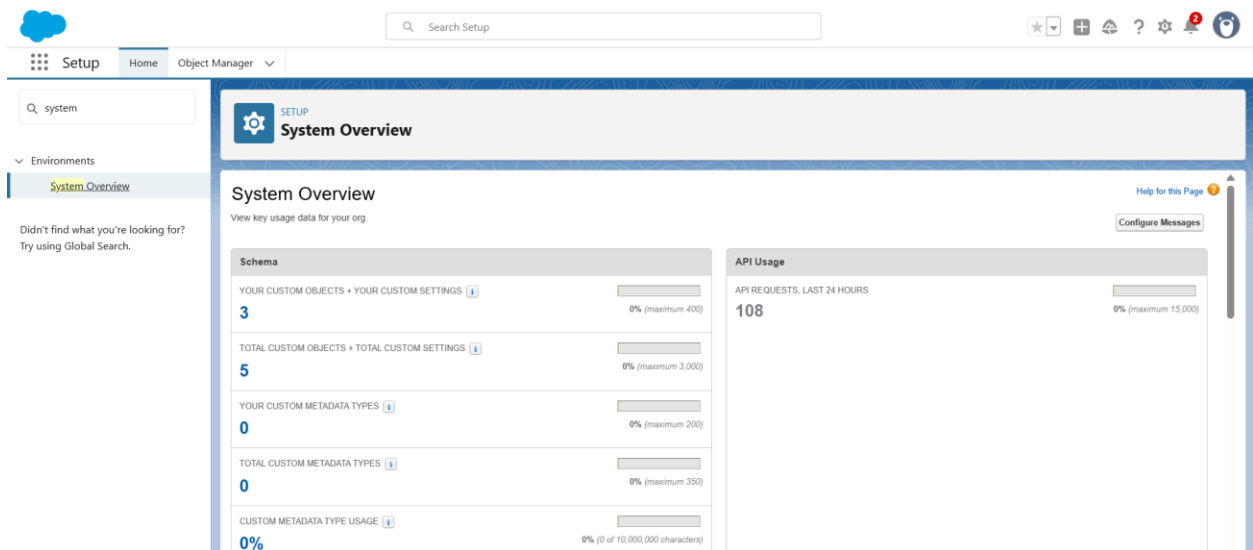 Search Setup
2
Setup
Home
Object Manager
system
Environments
System Overview
Didn't find what you're looking for?
Try using Global Search.
SETUP
System Overview
System Overview
View key usage data for your org.
Help for this Page
Configure Messages
Schema
YOUR CUSTOM OBJECTS + YOUR CUSTOM SETTINGS i
3
0% (maximum 400)
TOTAL CUSTOM OBJECTS + TOTAL CUSTOM SETTINGS i
5
0% (maximum 3,000)
YOUR CUSTOM METADATA TYPES i
0
0% (maximum 200)
TOTAL CUSTOM METADATA TYPES i
0
0% (maximum 350)
CUSTOM METADATA TYPE USAGE i
0%
0% (0 of 10,000,000 characters)
API Usage
API REQUESTS, LAST 24 HOURS
108
0% (maximum 15,000)